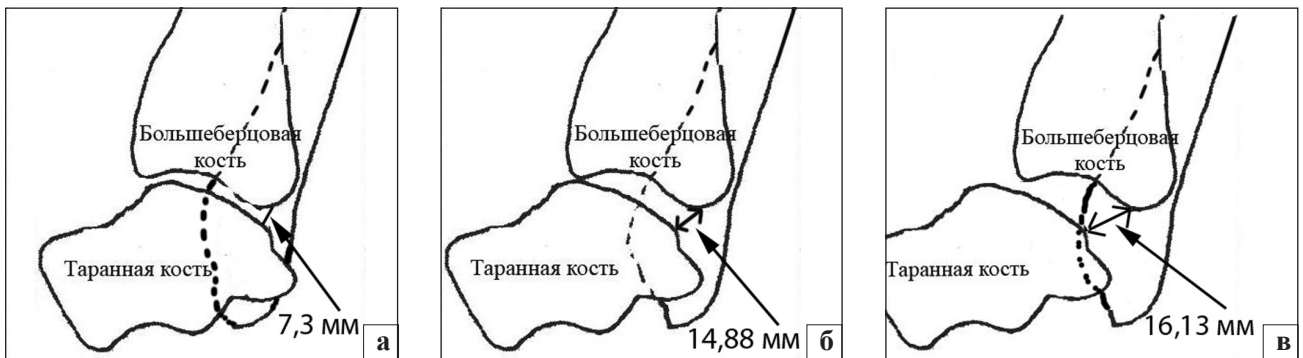 Большеберцовая
кость
Таранная кость
7,3 мм
а
Большеберцовая
кость
Таранная кость
14,88 мм
б
Большеберцовая
кость
Таранная кость
16,13 мм
в